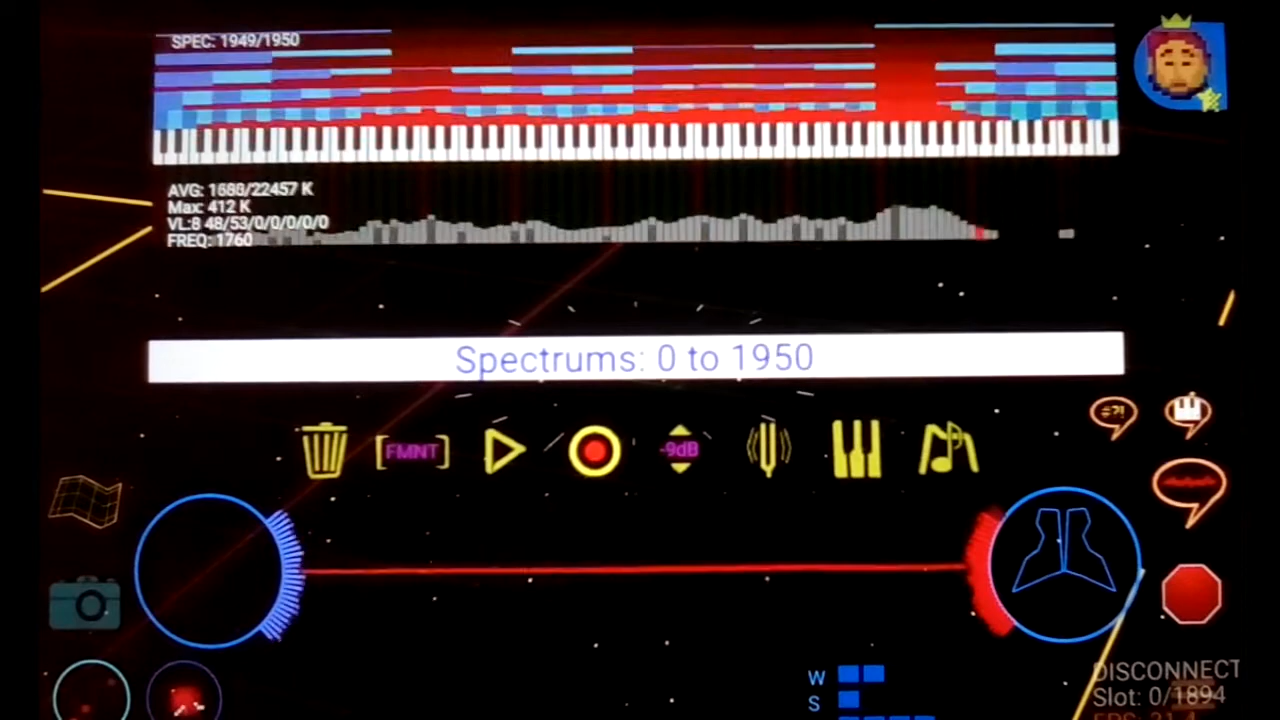 SPEC: 1949/1950
AVG: 1688/22457 K
Max: 412 K
VL:8 48/53/0/0/0/0/0
FREQ: 1760
Spectrums: 0 to 1950
[FMNT]
-9dB
#?!
W
S
DISCONNECT
Slot: 0/1894